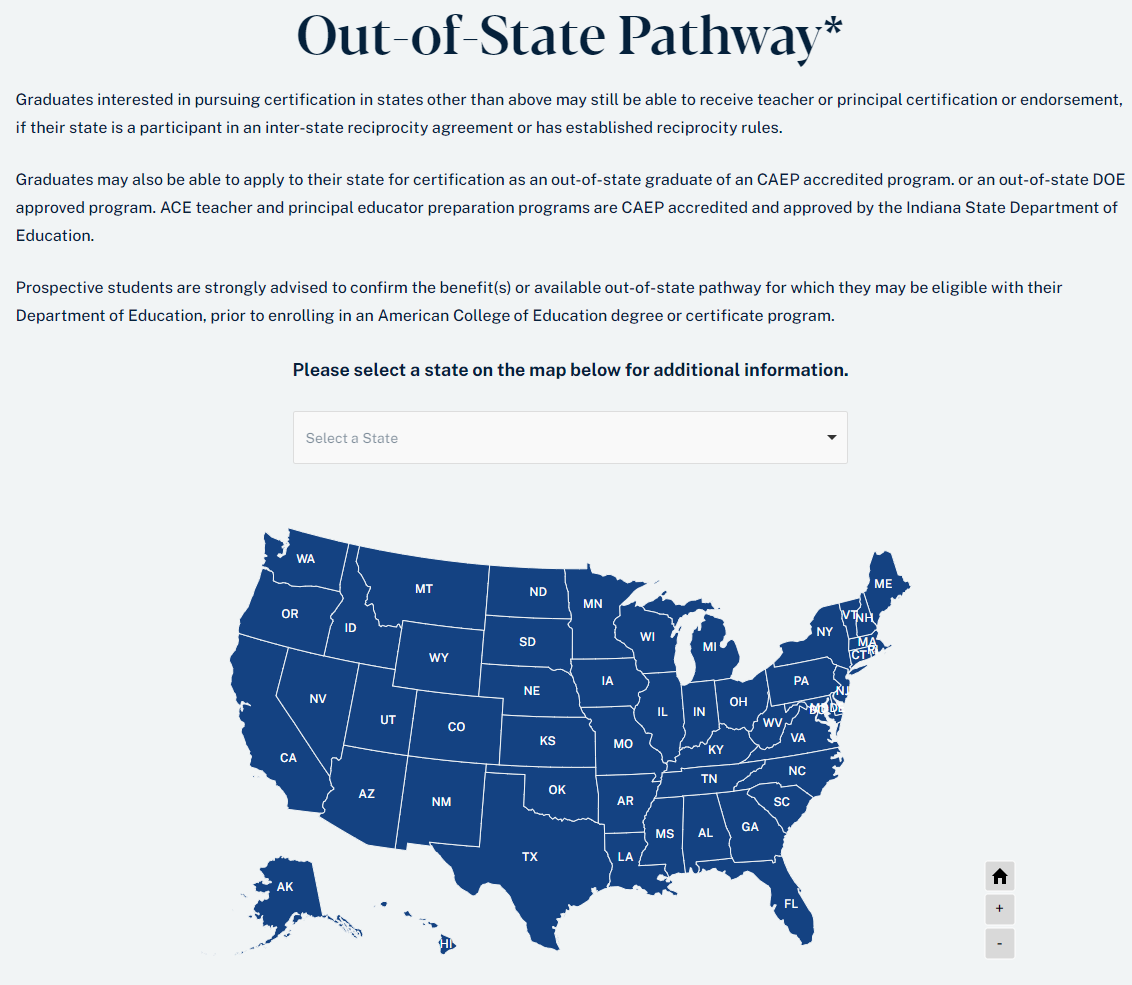 Out-of-State Pathway*
Graduates interested in pursuing certification in states other than above may still be able to receive teacher or principal certification or endorsement,
if their state is a participant in an inter-state reciprocity agreement or has established reciprocity rules.
Graduates may also be able to apply to their state for certification as an out-of-state graduate of an CAEP accredited program. or an out-of-state DOE
approved program. ACE teacher and principal educator preparation programs are CAEP accredited and approved by the Indiana State Department of
Education.
Prospective students are strongly advised to confirm the benefit(s) or available out-of-state pathway for which they may be eligible with their
Department of Education, prior to enrolling in an American College of Education degree or certificate program.
Please select a state on the map below for additional information.
Select a State
WA
ME
MT
ND
MN
OR
VT
NH
ID
NY
WI
SD
MA
MI
CT
WY
IA
PA
NE
NJ
NV
OH
IL
IN
UT
WV
CO
VA
KS
MO
KY
CA
NC
TN
OK
AZ
NM
AR
SC
GA
MS
AL
TX
LA
AK
FL
HI
+
-